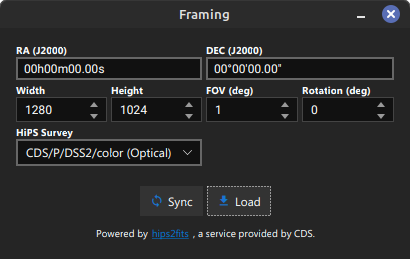 Framing
RA (J2000) DEC (J2000)
00h00m00.00s 00°00'00.00"
Width Height FOV (deg) Rotation (deg)
1280 1024 1 0
HiPS Survey
CDS/P/DSS2/color (Optical)
Sync Load
Powered by hips2fits , a service provided by CDS.